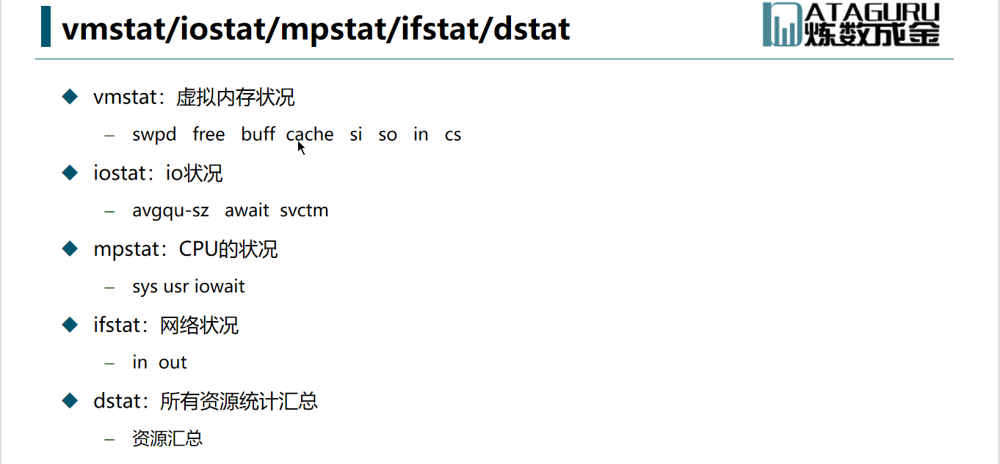 vmstat/iostat/mpstat/ifstat/dstat
ATAGURU
炼数成金
vmstat：虚拟内存状况
– swpd free buff cache si so in cs
iostat：io状况
– avgqu-sz await svctm
mpstat：CPU的状况
– sys usr iowait
ifstat：网络状况
– in out
dstat：所有资源统计汇总
– 资源汇总